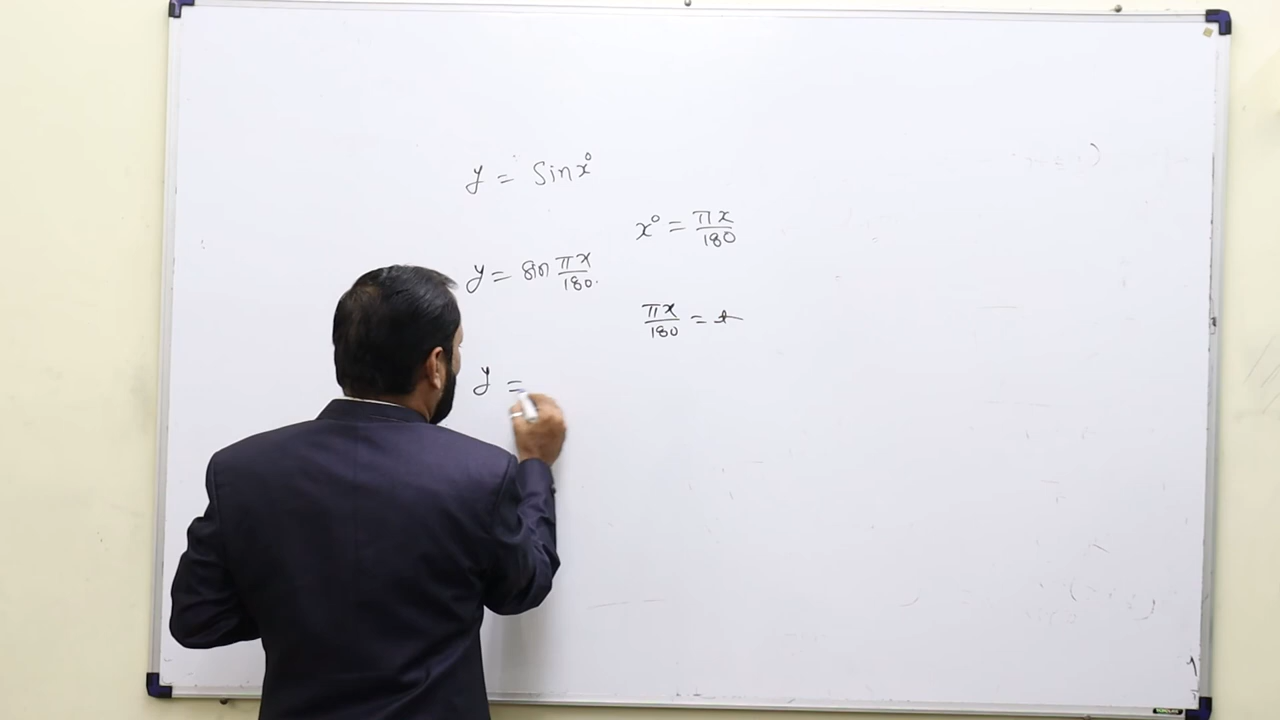 y = Sin x°
x° = πx/180
y = sin πx/180.
πx/180 = t
y =